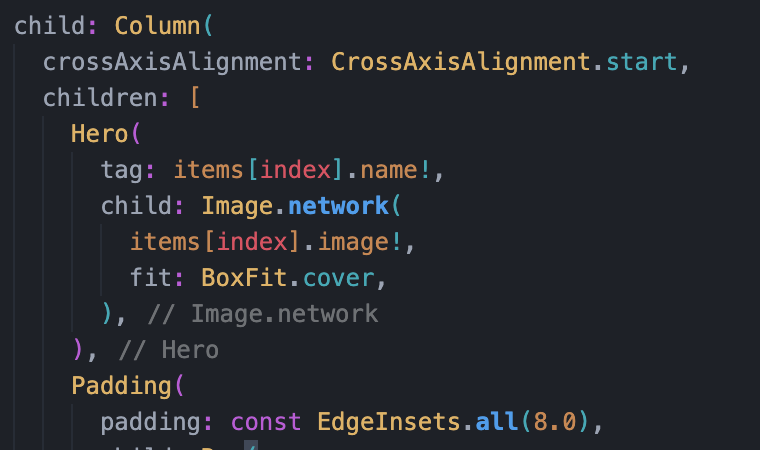 child: Column(
crossAxisAlignment: CrossAxisAlignment.start,
children: [
Hero(
tag: items[index].name!,
child: Image.network(
items[index].image!,
fit: BoxFit.cover,
), // Image.network
), // Hero
Padding(
padding: const EdgeInsets.all(8.0),